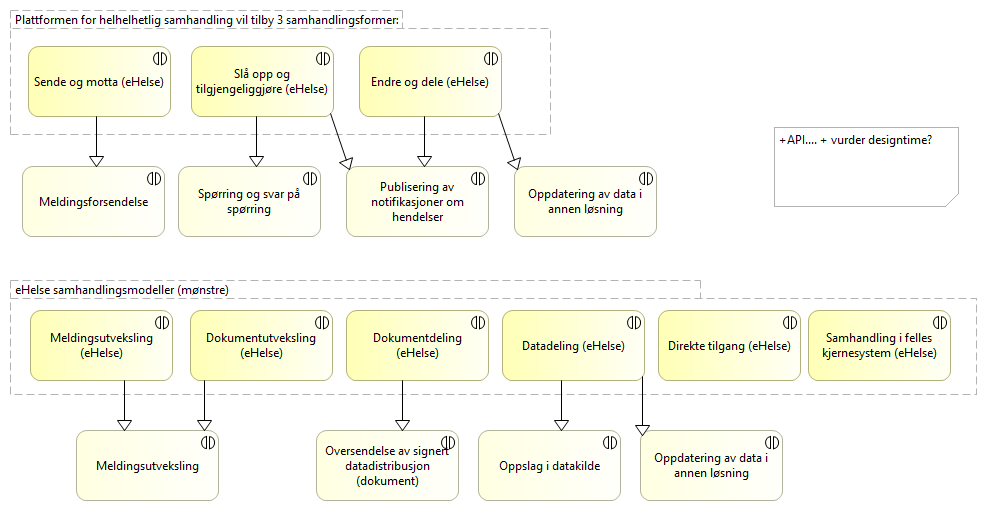 Plattformen for helhelhetlig samhandling vil tilby 3 samhandlingsformer:
Sende og motta (eHelse)
Slå opp og
tilgjengeliggjøre (eHelse)
Endre og dele (eHelse)
+API.... + vurder designtime?
Meldingsforsendelse
Spørring og svar på
spørring
Publisering av
notifikasjoner om
hendelser
Oppdatering av data i
annen løsning
eHelse samhandlingsmodeller (mønstre)
Meldingsutveksling
(eHelse)
Dokumentutveksling
(eHelse)
Dokumentdeling
(eHelse)
Datadeling (eHelse)
Direkte tilgang (eHelse)
Samhandling i felles
kjernesystem (eHelse)
Meldingsutveksling
Oversendelse av signert
datadistribusjon
(dokument)
Oppslag i datakilde
Oppdatering av data i
annen løsning